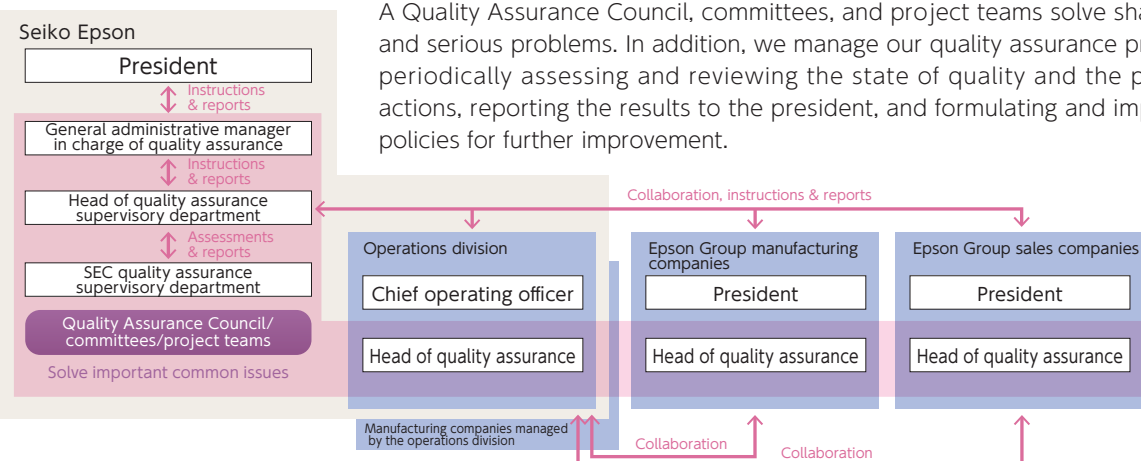 A Quality Assurance Council, committees, and project teams solve
and serious problems. In addition, we manage our quality assurance
periodically assessing and reviewing the state of quality and the
actions, reporting the results to the president, and formulating and
policies for further improvement.
Seiko Epson
President
Instructions
& reports
General administrative manager
in charge of quality assurance
Instructions
& reports
Head of quality assurance
supervisory department
Assessments
& reports
SEC quality assurance
supervisory department
Quality Assurance Council/
committees/project teams
Solve important common issues
Collaboration, instructions & reports
Operations division
Chief operating officer
Head of quality assurance
Manufacturing companies managed
by the operations division
Epson Group manufacturing
companies
President
Head of quality assurance
Epson Group sales companies
President
Head of quality assurance
Collaboration
Collaboration